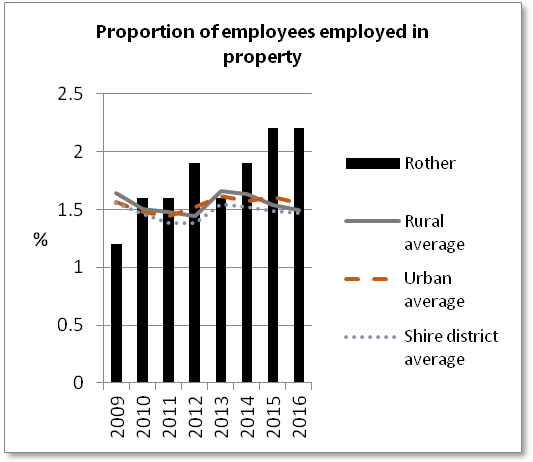 Proportion of employees employed in
property
2.5
2
1.5
1
0.5
0
%
2009
2010
2011
2012
2013
2014
2015
2016
Rother
Rural
average
Urban
average
Shire district
average